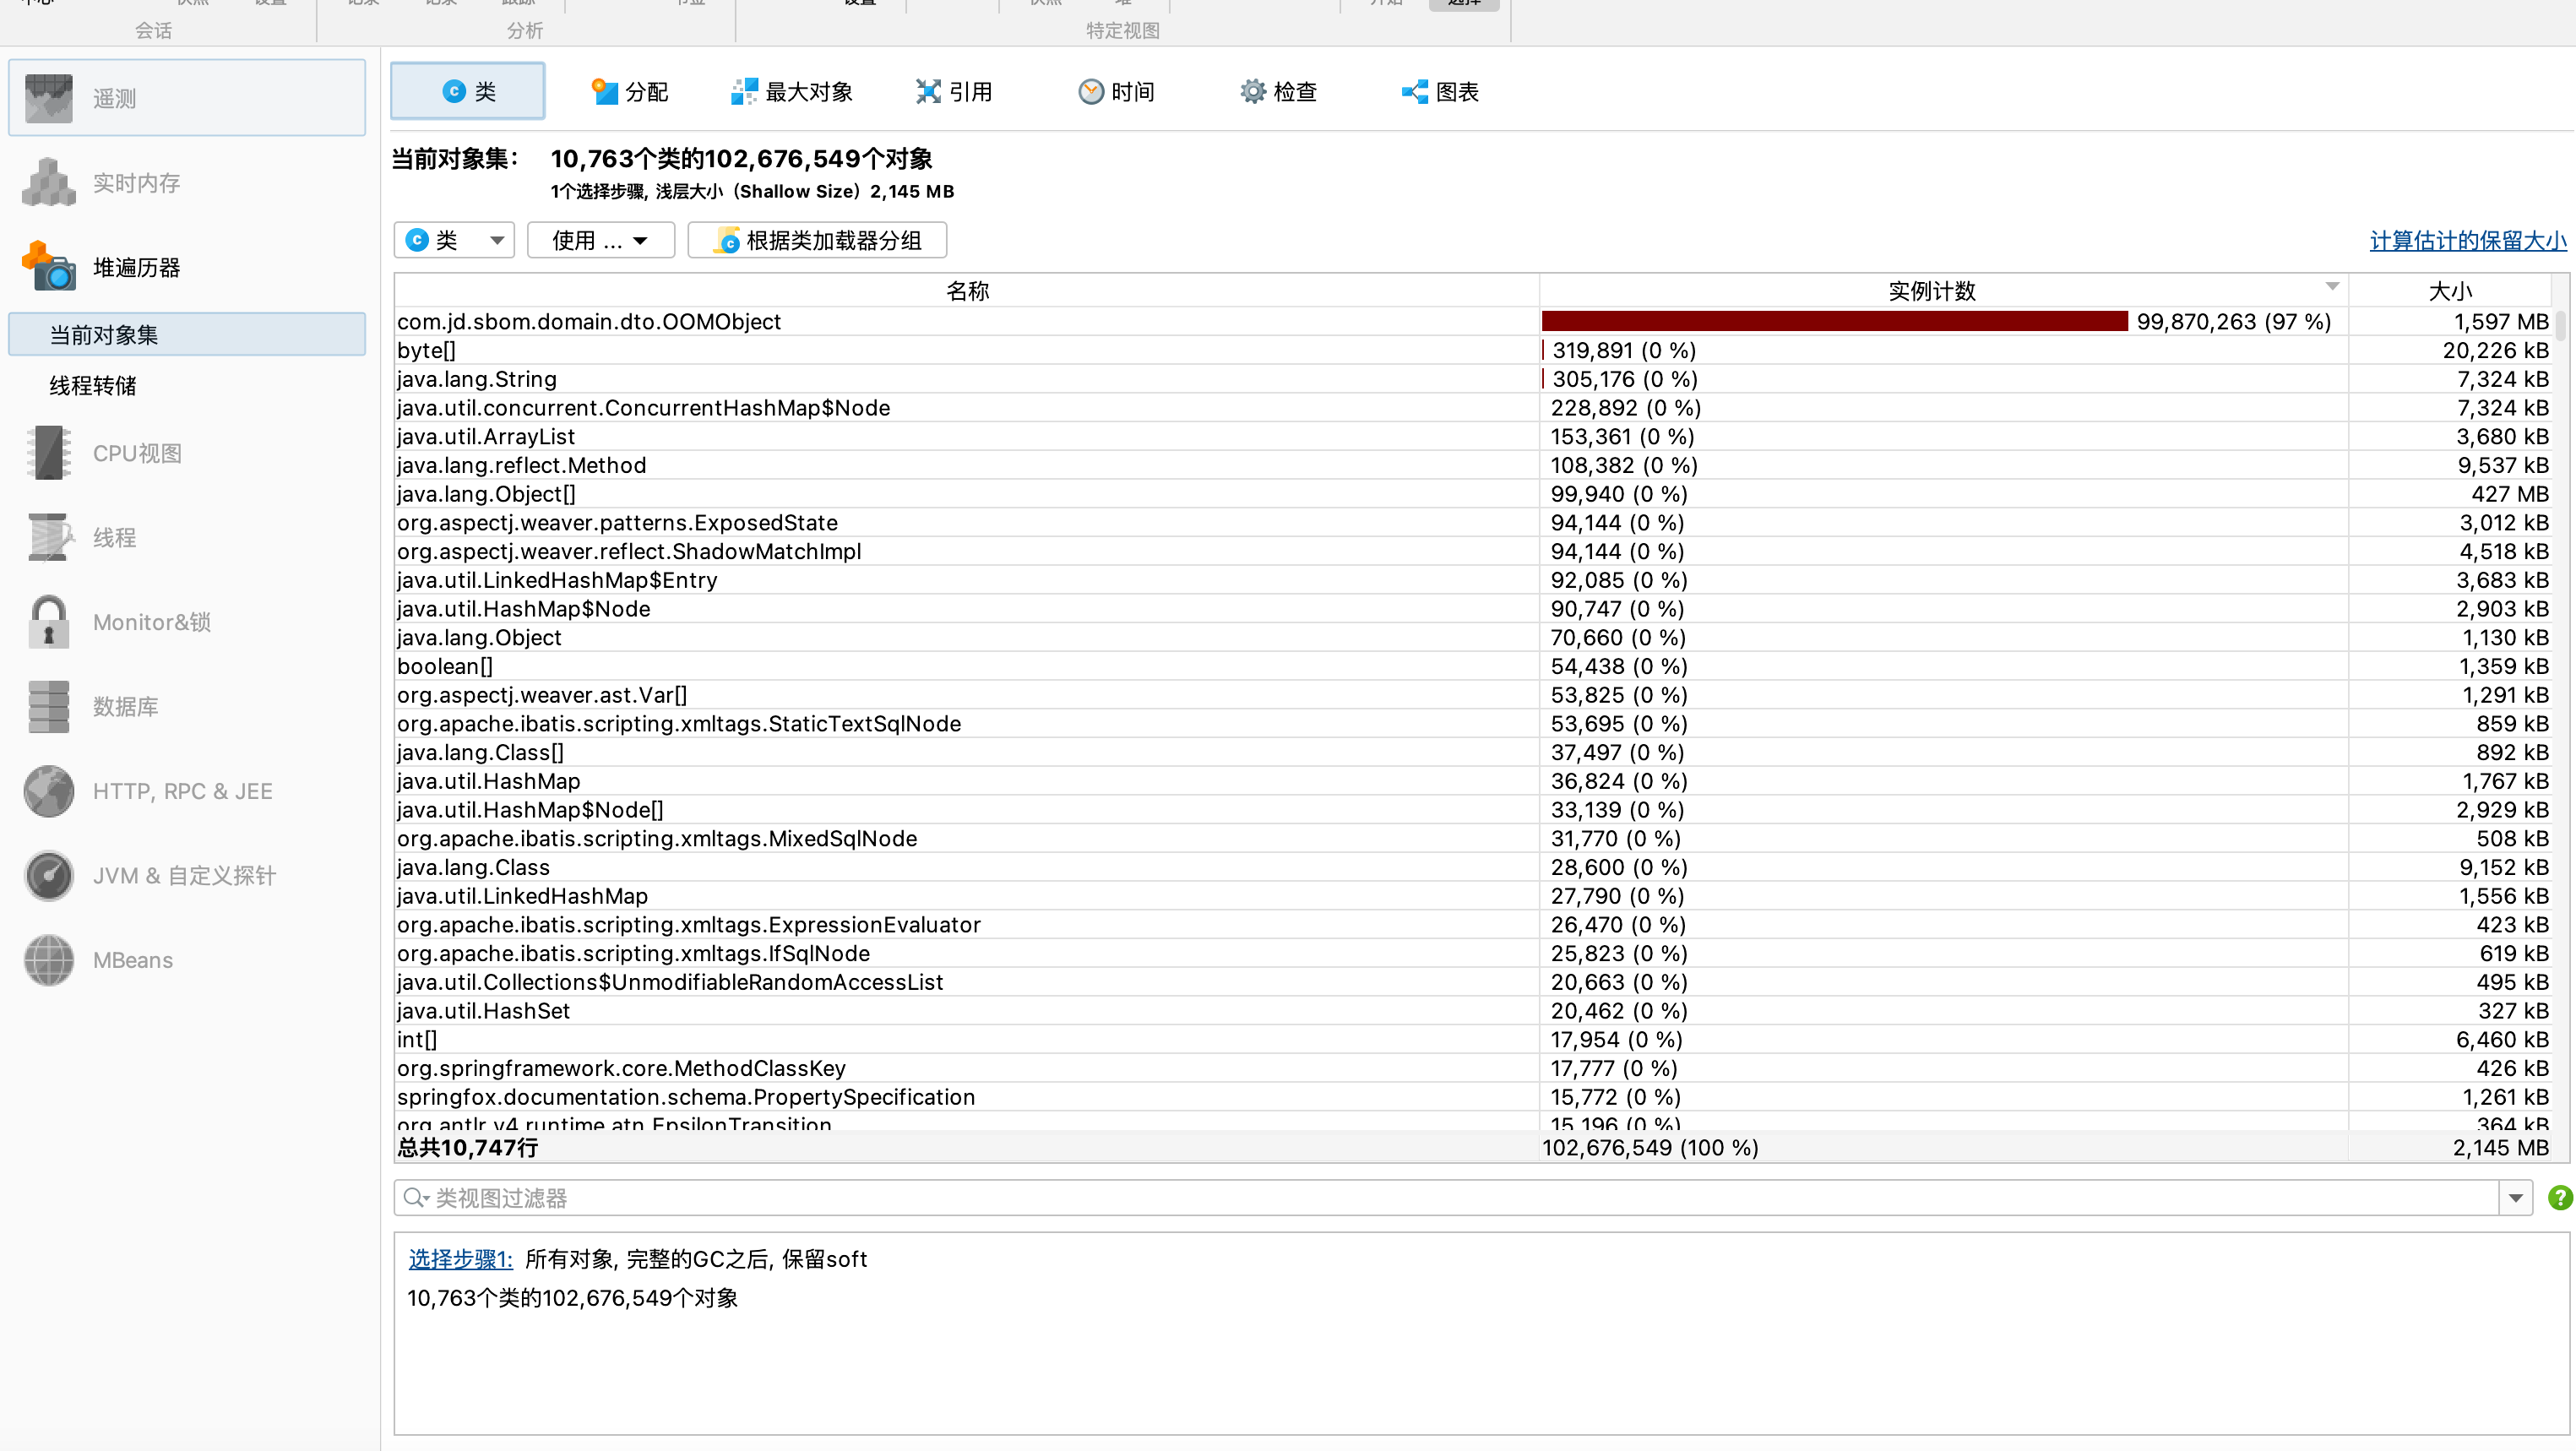 会话 分析 特定视图
遥测
实时内存
堆遍历器
当前对象集
线程转储
CPU视图
线程
Monitor&锁
数据库
HTTP, RPC & JEE
JVM & 自定义探针
MBeans
类 分配 最大对象 引用 时间 检查 图表
当前对象集： 10,763个类的102,676,549个对象
1个选择步骤, 浅层大小（Shallow Size）2,145 MB
类 使用 ... 根据类加载器分组 计算估计的保留大小
名称 实例计数 大小
com.jd.sbom.domain.dto.OOMObject 99,870,263 (97 %) 1,597 MB
byte[] 319,891 (0 %) 20,226 kB
java.lang.String 305,176 (0 %) 7,324 kB
java.util.concurrent.ConcurrentHashMap$Node 228,892 (0 %) 7,324 kB
java.util.ArrayList 153,361 (0 %) 3,680 kB
java.lang.reflect.Method 108,382 (0 %) 9,537 kB
java.lang.Object[] 99,940 (0 %) 427 MB
org.aspectj.weaver.patterns.ExposedState 94,144 (0 %) 3,012 kB
org.aspectj.weaver.reflect.ShadowMatchImpl 94,144 (0 %) 4,518 kB
java.util.LinkedHashMap$Entry 92,085 (0 %) 3,683 kB
java.util.HashMap$Node 90,747 (0 %) 2,903 kB
java.lang.Object 70,660 (0 %) 1,130 kB
boolean[] 54,438 (0 %) 1,359 kB
org.aspectj.weaver.ast.Var[] 53,825 (0 %) 1,291 kB
org.apache.ibatis.scripting.xmltags.StaticTextSqlNode 53,695 (0 %) 859 kB
java.lang.Class[] 37,497 (0 %) 892 kB
java.util.HashMap 36,824 (0 %) 1,767 kB
java.util.HashMap$Node[] 33,139 (0 %) 2,929 kB
org.apache.ibatis.scripting.xmltags.MixedSqlNode 31,770 (0 %) 508 kB
java.lang.Class 28,600 (0 %) 9,152 kB
java.util.LinkedHashMap 27,790 (0 %) 1,556 kB
org.apache.ibatis.scripting.xmltags.ExpressionEvaluator 26,470 (0 %) 423 kB
org.apache.ibatis.scripting.xmltags.IfSqlNode 25,823 (0 %) 619 kB
java.util.Collections$UnmodifiableRandomAccessList 20,663 (0 %) 495 kB
java.util.HashSet 20,462 (0 %) 327 kB
int[] 17,954 (0 %) 6,460 kB
org.springframework.core.MethodClassKey 17,777 (0 %) 426 kB
springfox.documentation.schema.PropertySpecification 15,772 (0 %) 1,261 kB
org.antlr.v4.runtime.atn.EpsilonTransition 15,196 (0 %) 364 kB
总共10,747行 102,676,549 (100 %) 2,145 MB
类视图过滤器
选择步骤1: 所有对象, 完整的GC之后, 保留soft
10,763个类的102,676,549个对象